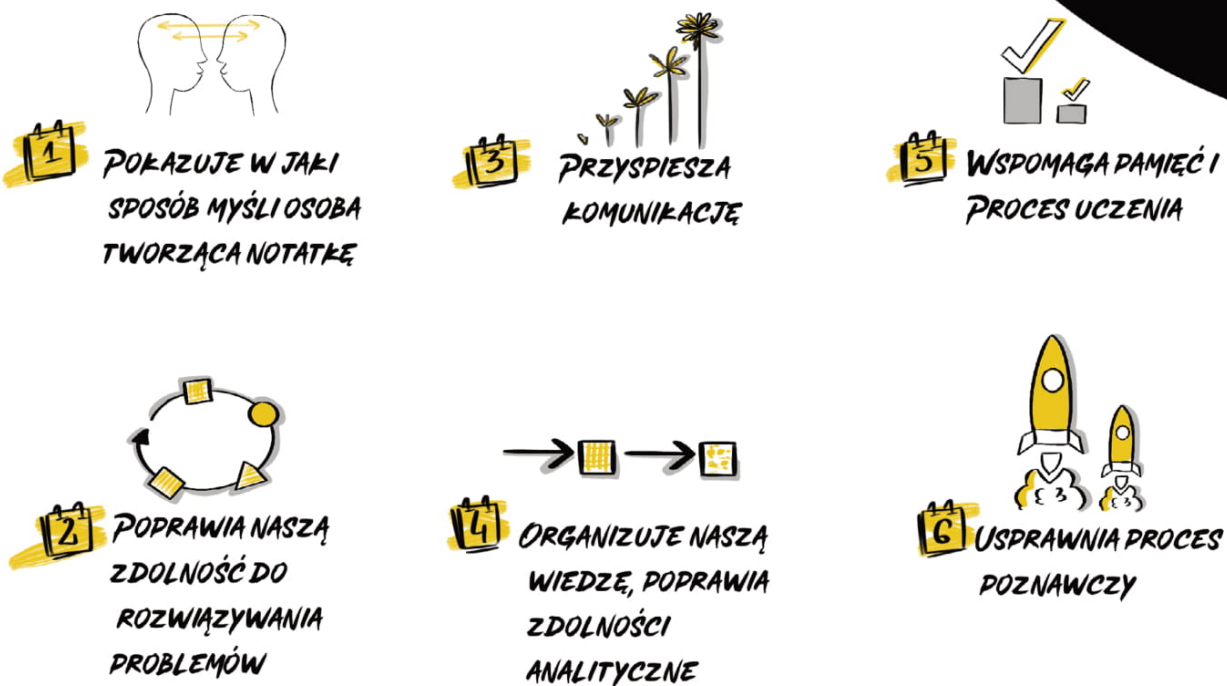 1
POKAZUJE W JAKI
SPOSÓB MYŚLI OSOBA
TWORZĄCA NOTATKĘ
2
POPRAWIA NASZĄ
ZDOLNOŚĆ DO
ROZWIĄZYWANIA
PROBLEMÓW
3
PRZYSPIESZA
KOMUNIKACJĘ
4
ORGANIZUJE NASZĄ
WIEDZĘ, POPRAWIA
ZDOLNOŚCI
ANALITYCZNE
5
WSPOMAGA PAMIĘĆ I
PROCES UCZENIA
6
USPRAWNIA PROCES
POZNAWCZY